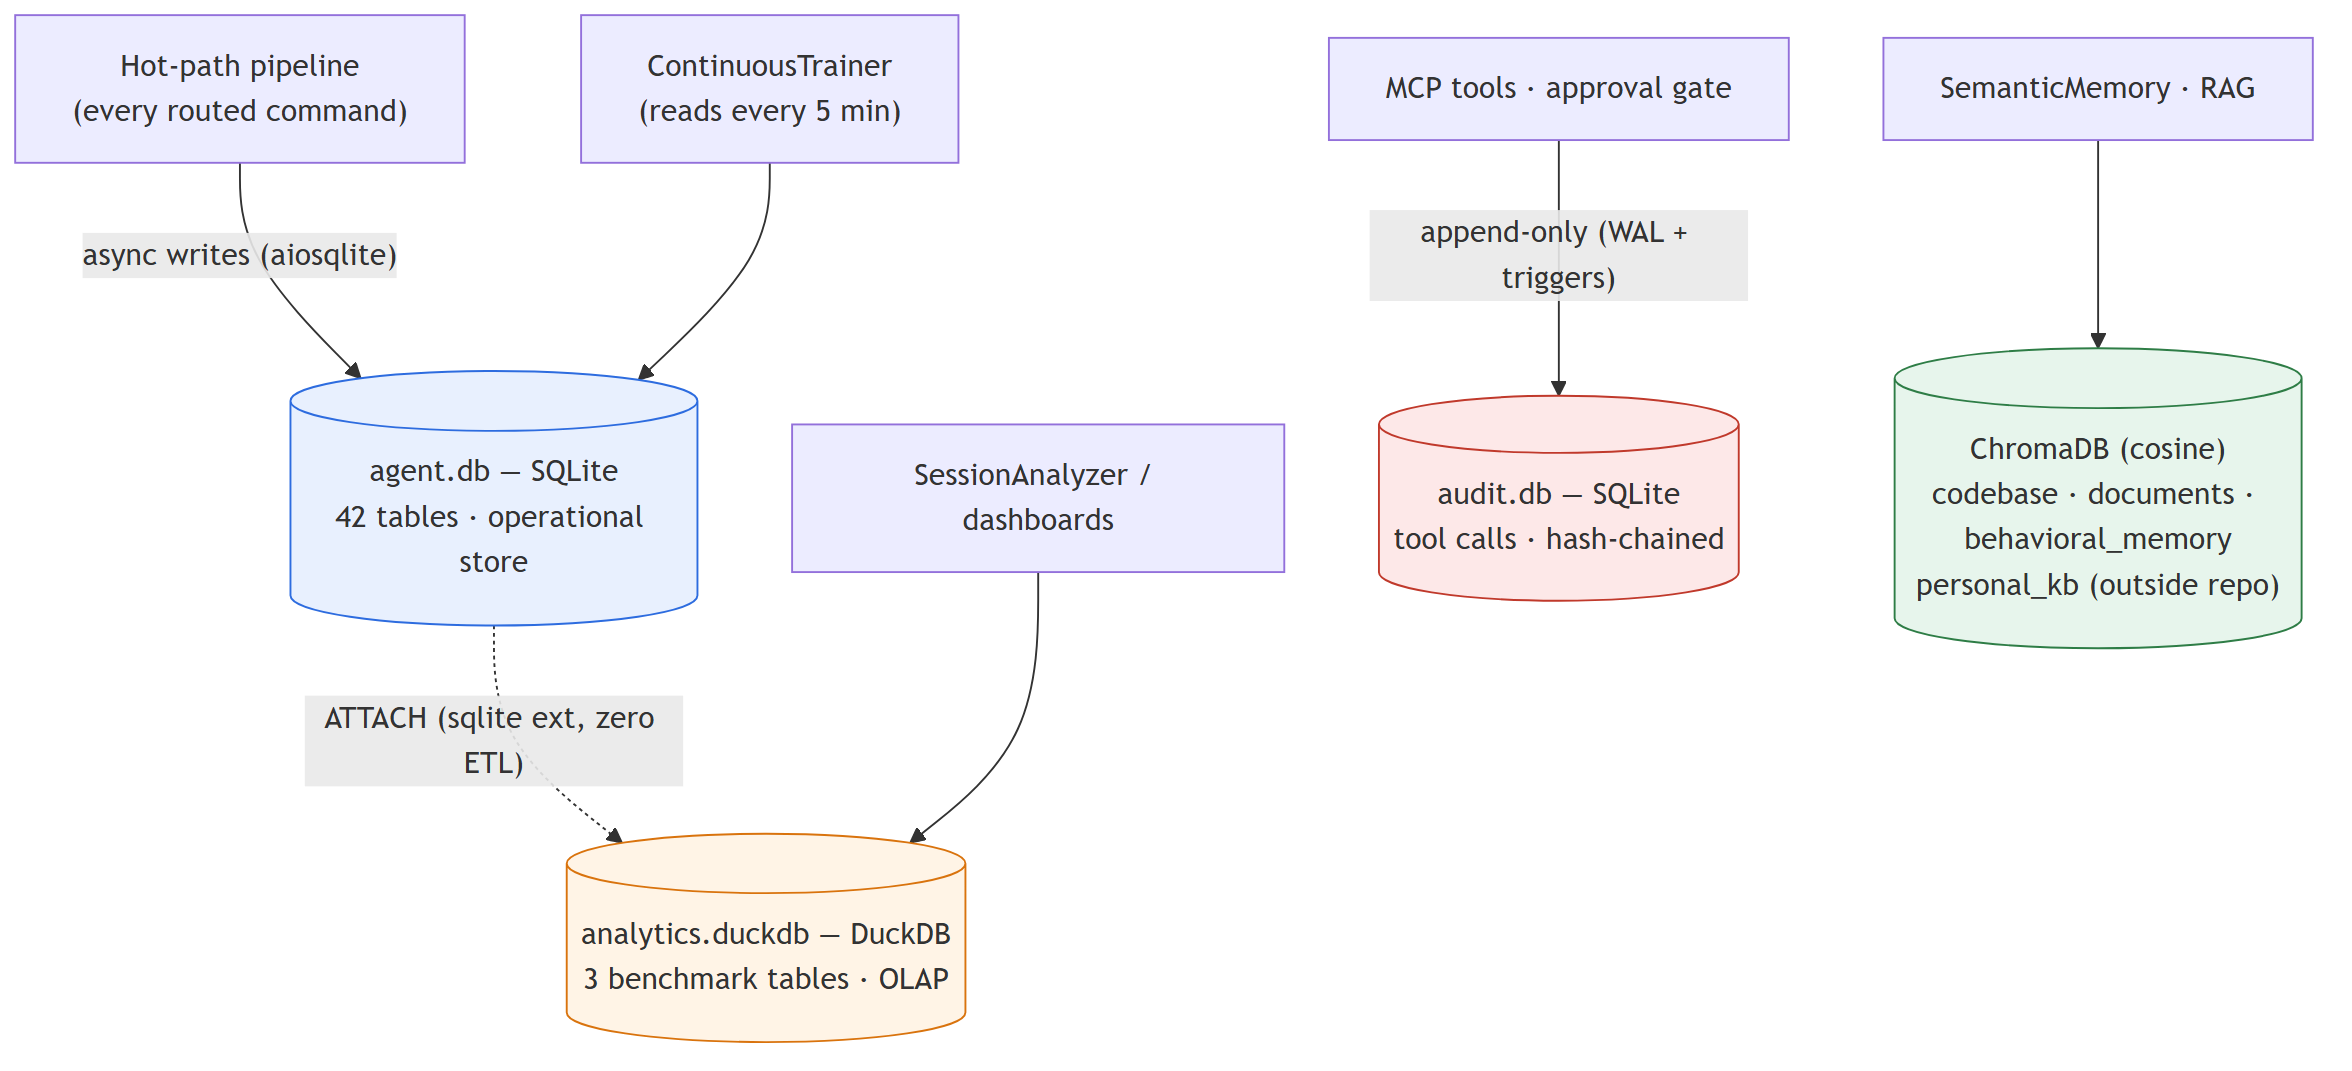 Hot-path pipeline
(every routed command)
ContinuousTrainer
(reads every 5 min)
MCP tools · approval gate
SemanticMemory · RAG
async writes (aiosqlite)
append-only (WAL +
triggers)
agent.db — SQLite
42 tables · operational
store
SessionAnalyzer /
dashboards
audit.db — SQLite
tool calls · hash-chained
ChromaDB (cosine)
codebase · documents ·
behavioral_memory
personal_kb (outside repo)
ATTACH (sqlite ext, zero
ETL)
analytics.duckdb — DuckDB
3 benchmark tables · OLAP